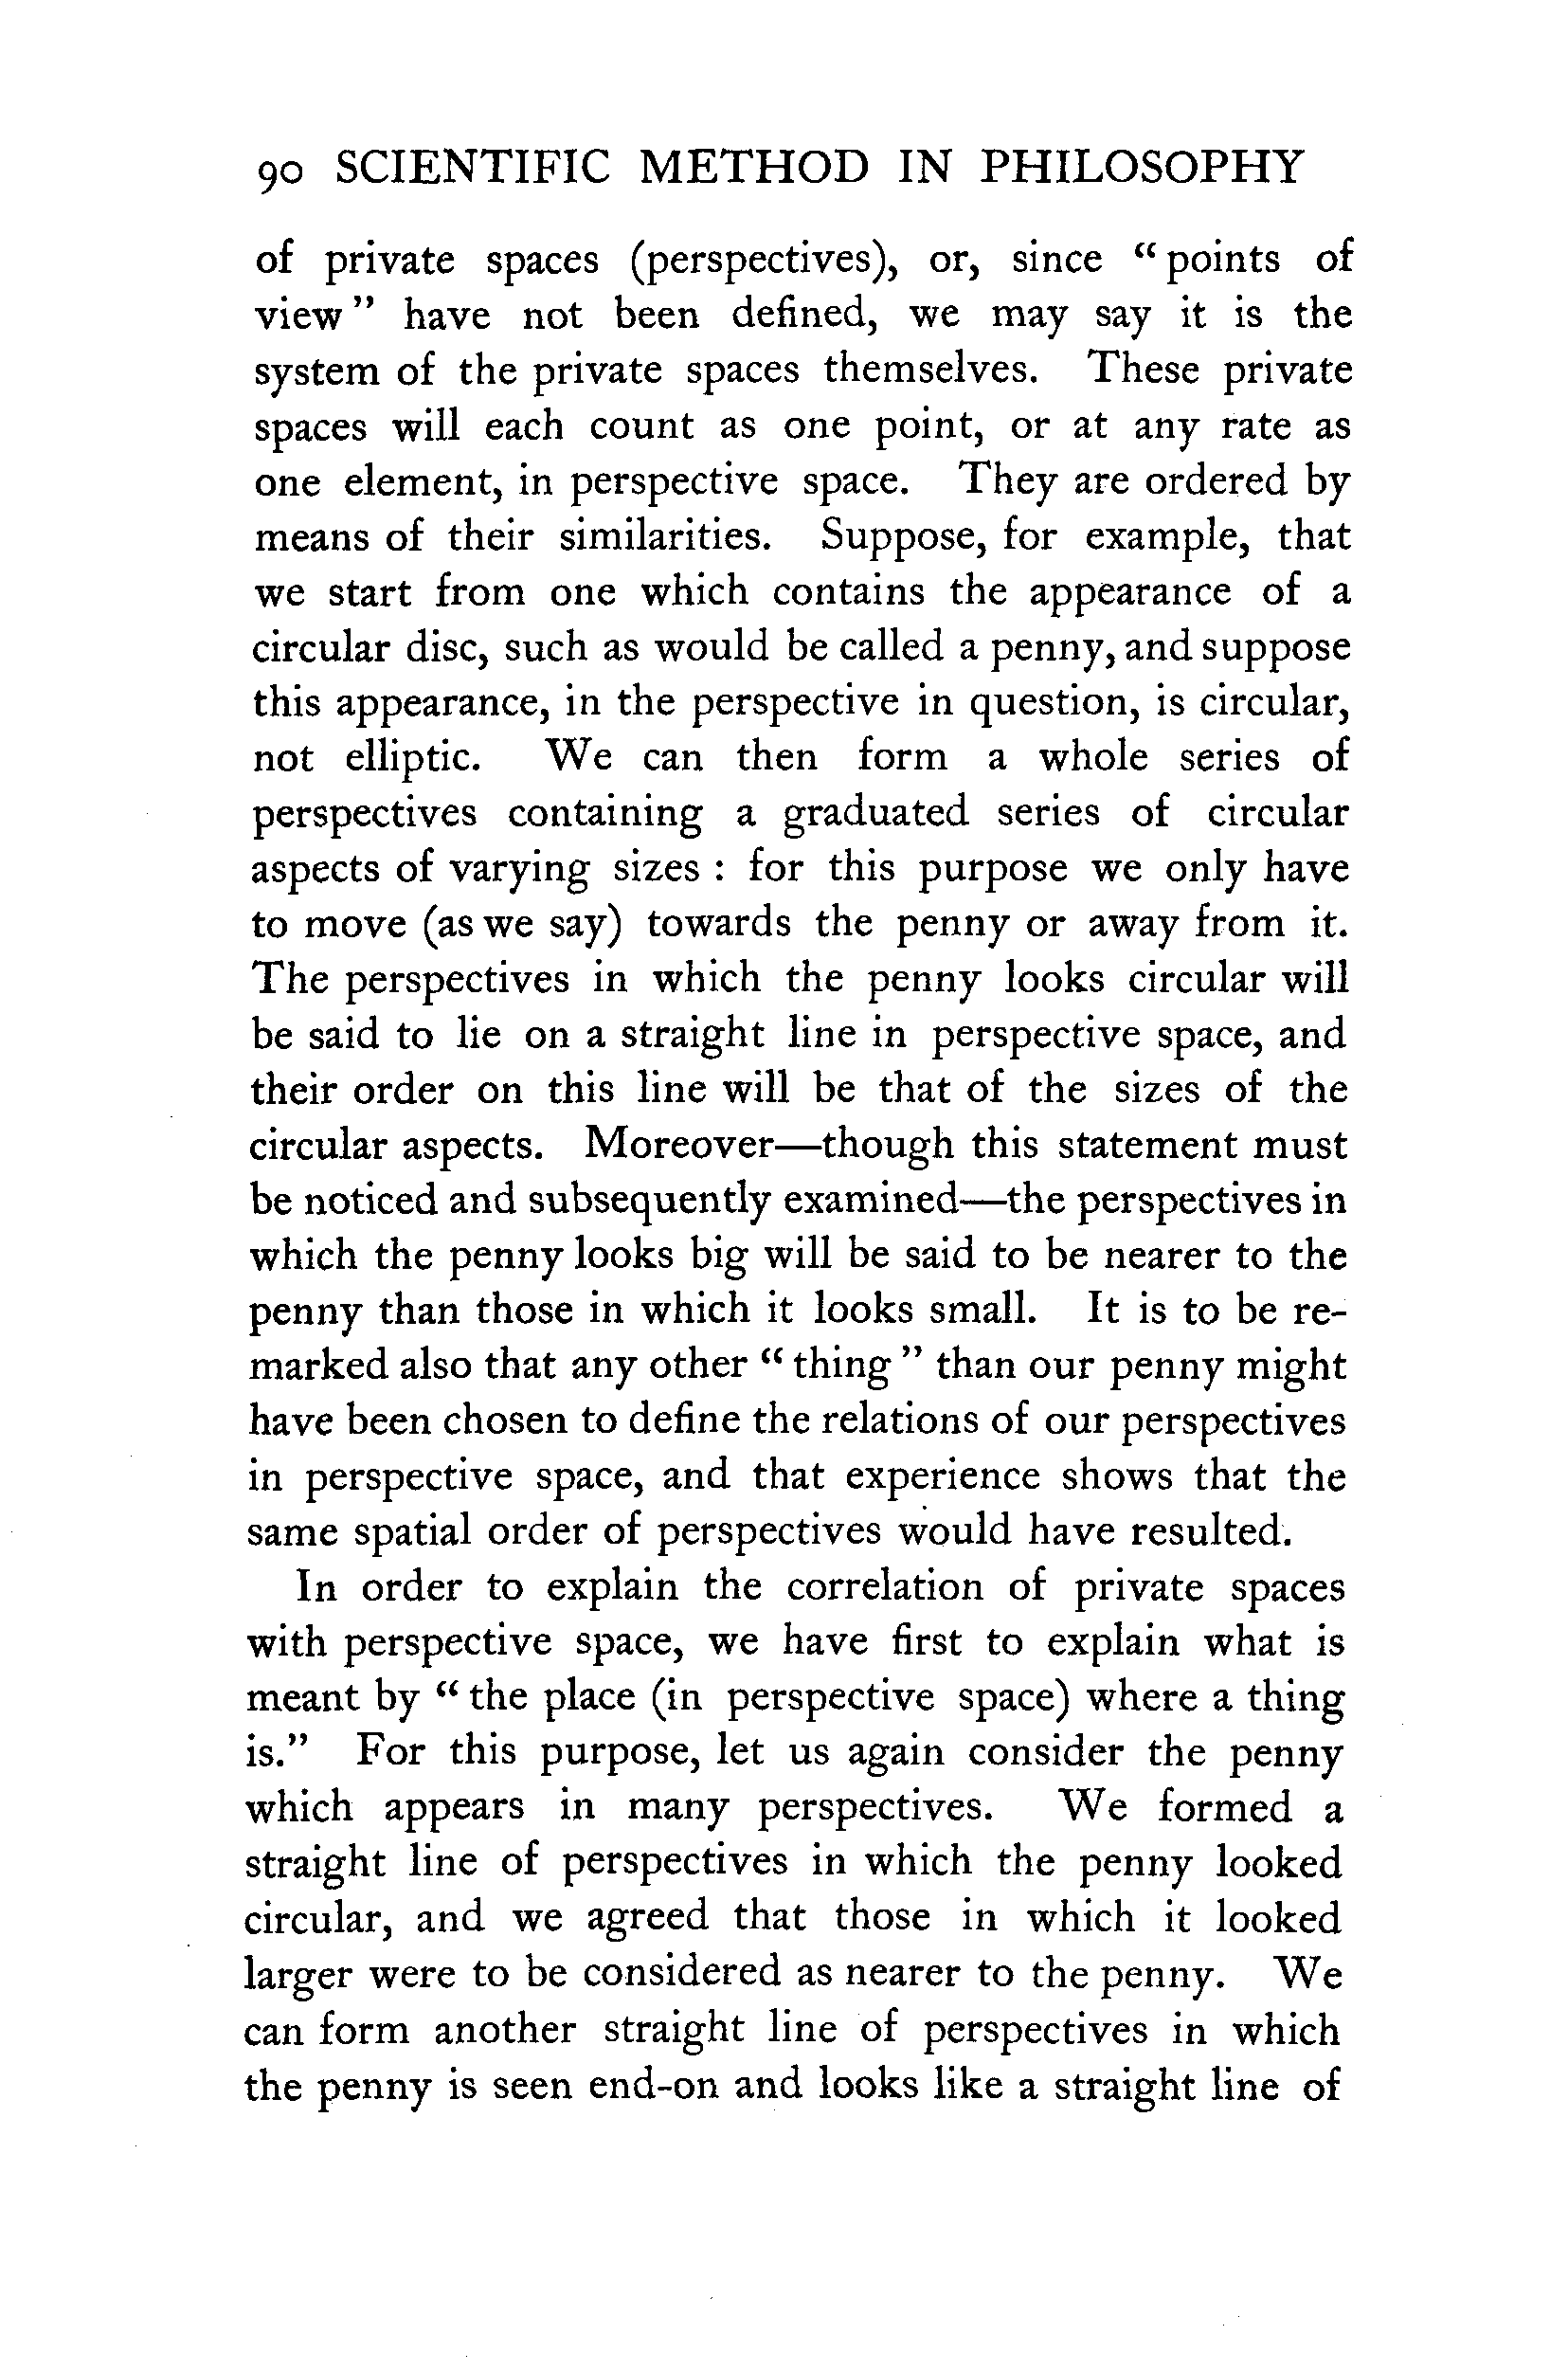 90 SCIENTIFIC METHOD IN PHILOSOPHY
of private spaces (perspectives), or, since “ points of
view ” have not been defined, we may say it is the
system of the private spaces themselves. These private
spaces will each count as one point, or at any rate as
one element, in perspective space. They are ordered by
means of their similarities. Suppose, for example, that
we start from one which contains the appearance of a
circular disc, such as would be called a penny, and suppose
this appearance, in the perspective in question, is circular,
not elliptic. We can then form a whole series of
perspectives containing a graduated series of circular
aspects of varying sizes : for this purpose we only have
to move (as we say) towards the penny or away from it.
The perspectives in which the penny looks circular will
be said to lie on a straight line in perspective space, and
their order on this line will be that of the sizes of the
circular aspects. Moreover—though this statement must
be noticed and subsequently examined—the perspectives in
which the penny looks big will be said to be nearer to the
penny than those in which it looks small. It is to be re-
marked also that any other “ thing ” than our penny might
have been chosen to define the relations of our perspectives
in perspective space, and that experience shows that the
same spatial order of perspectives would have resulted.
In order to explain the correlation of private spaces
with perspective space, we have first to explain what is
meant by “ the place (in perspective space) where a thing
is.” For this purpose, let us again consider the penny
which appears in many perspectives. We formed a
straight line of perspectives in which the penny looked
circular, and we agreed that those in which it looked
larger were to be considered as nearer to the penny. We
can form another straight line of perspectives in which
the penny is seen end-on and looks like a straight line of